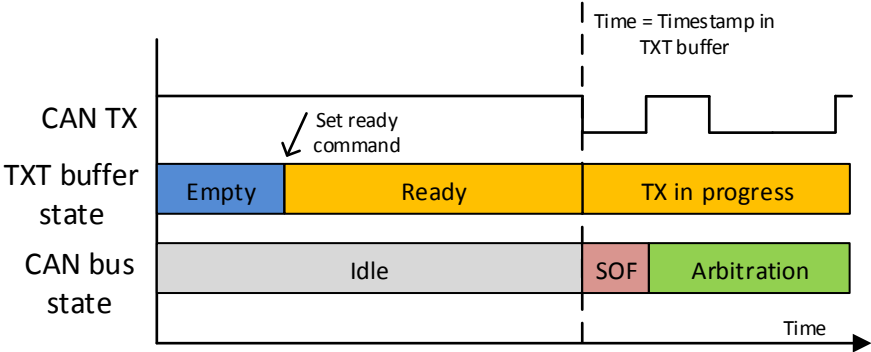 Time = Timestamp in
TXT buffer
CAN TX
Set ready
command
TXT buffer
state
Empty
Ready
TX in progress
CAN bus
state
Idle
SOF
Arbitration
Time